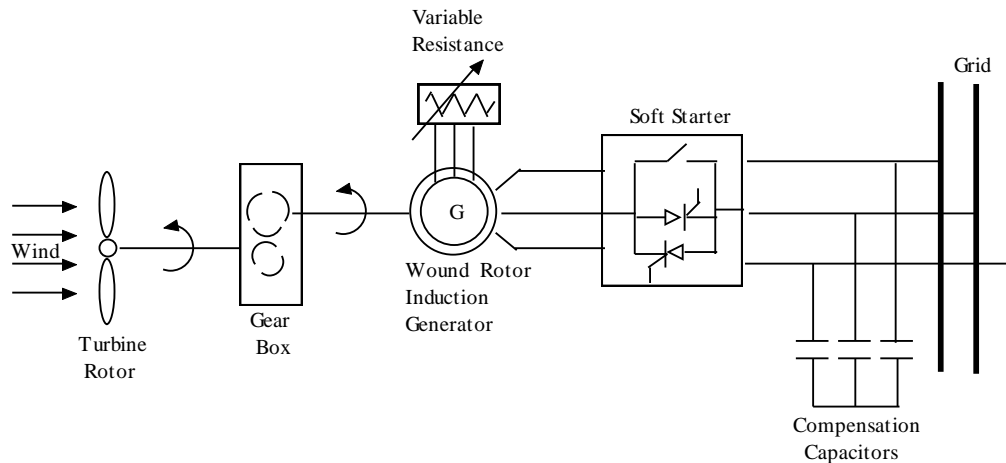 Variable
Resistance
Grid
Soft Starter
G
Wind
Wound Rotor
Induction
Generator
Gear
Box
Turbine
Rotor
Compensation
Capacitors